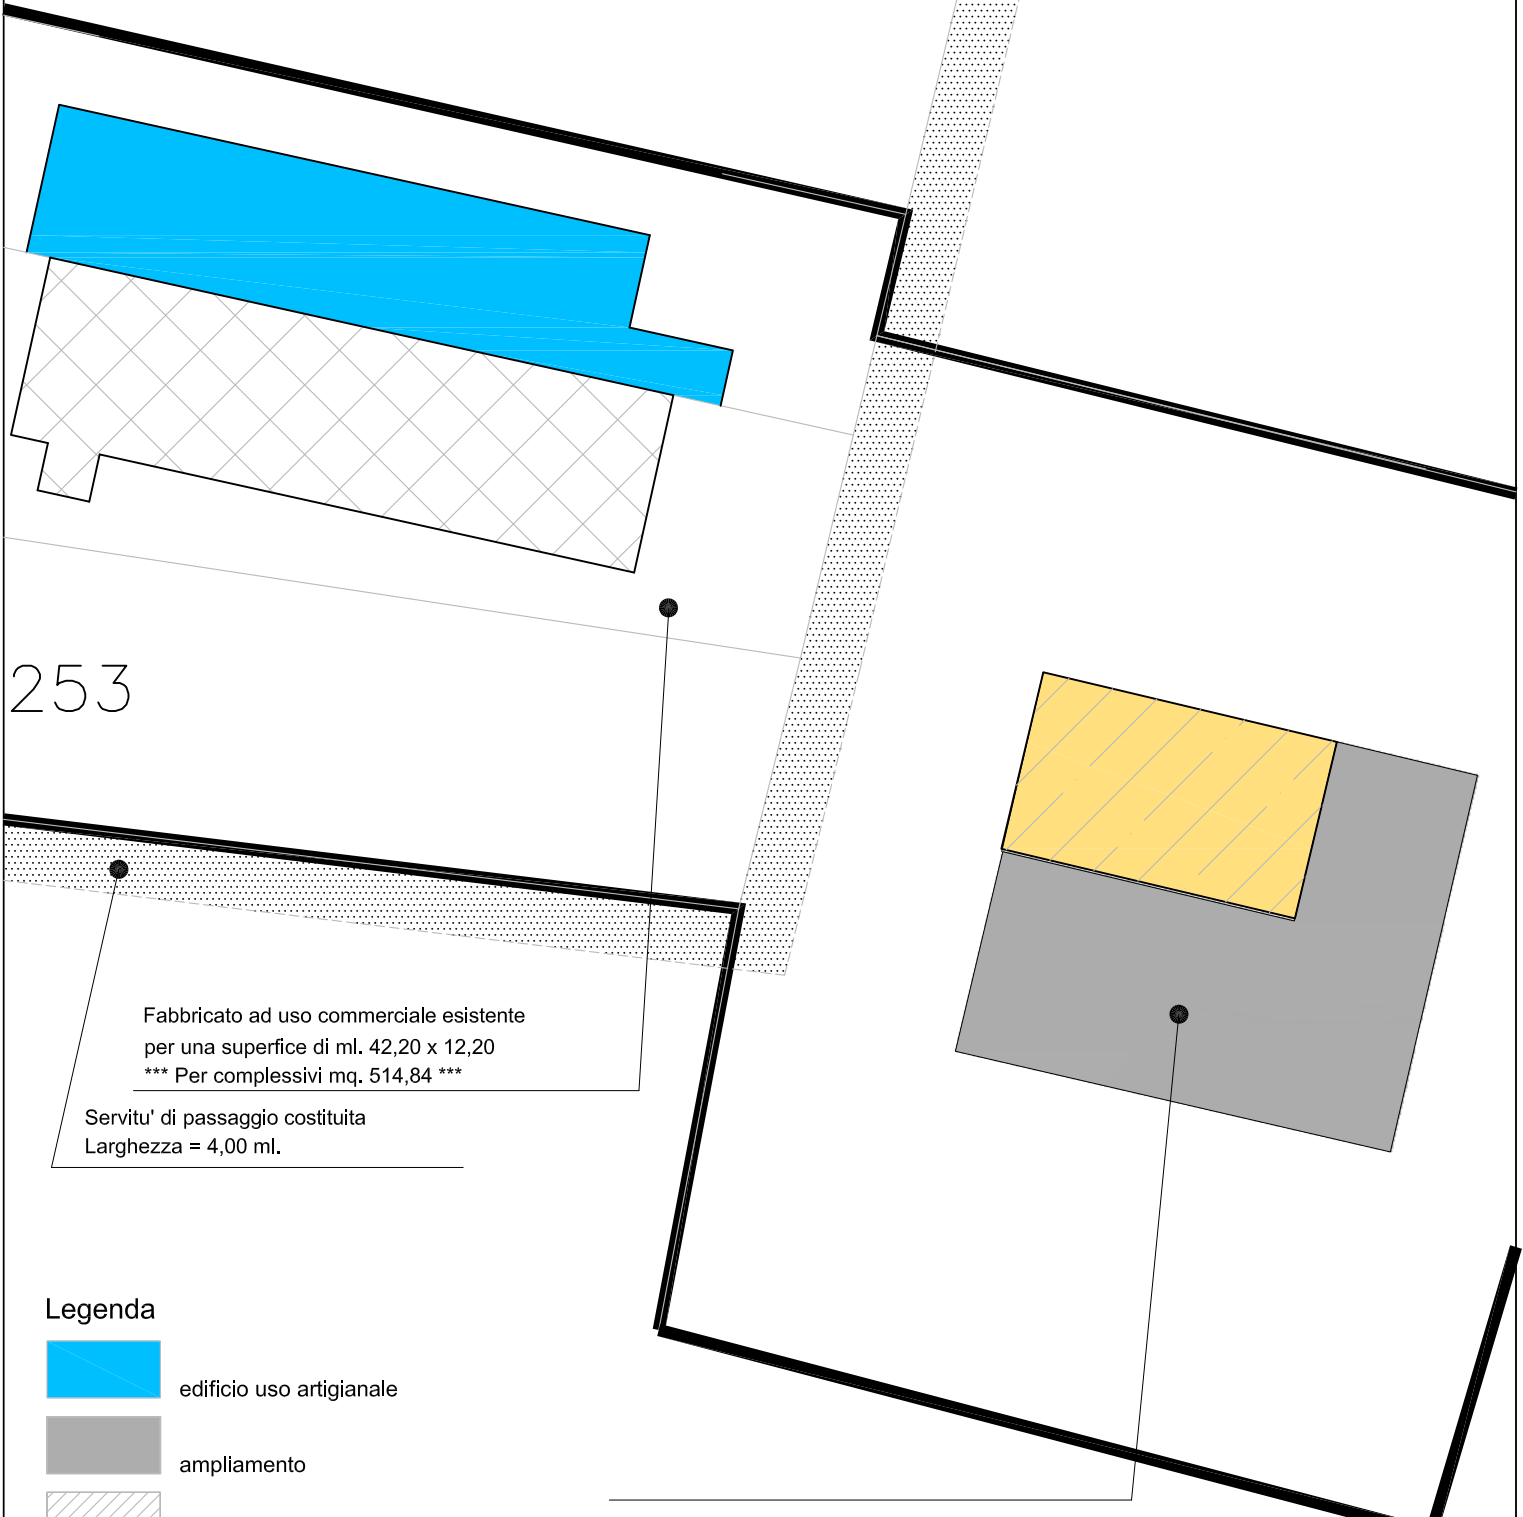 253
Fabbricato ad uso commerciale esistente
per una superfice di ml. 42,20 x 12,20
*** Per complessivi mq. 514,84 ***
Servitu' di passaggio costituita
Larghezza = 4,00 ml.
Legenda
edificio uso artigianale
ampliamento